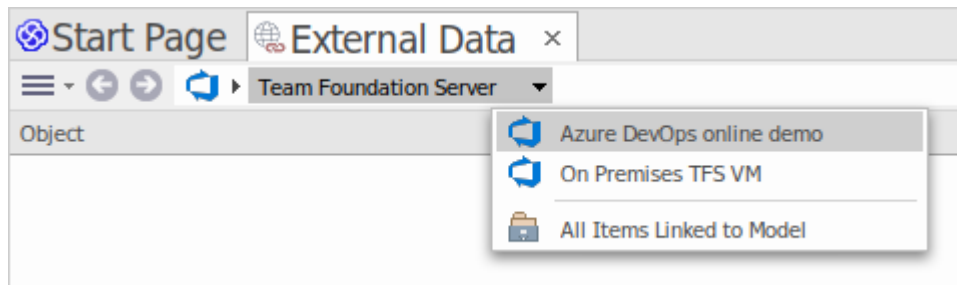 Start Page External Data ×
Team Foundation Server
Object
Azure DevOps online demo
On Premises TFS VM
All Items Linked to Model